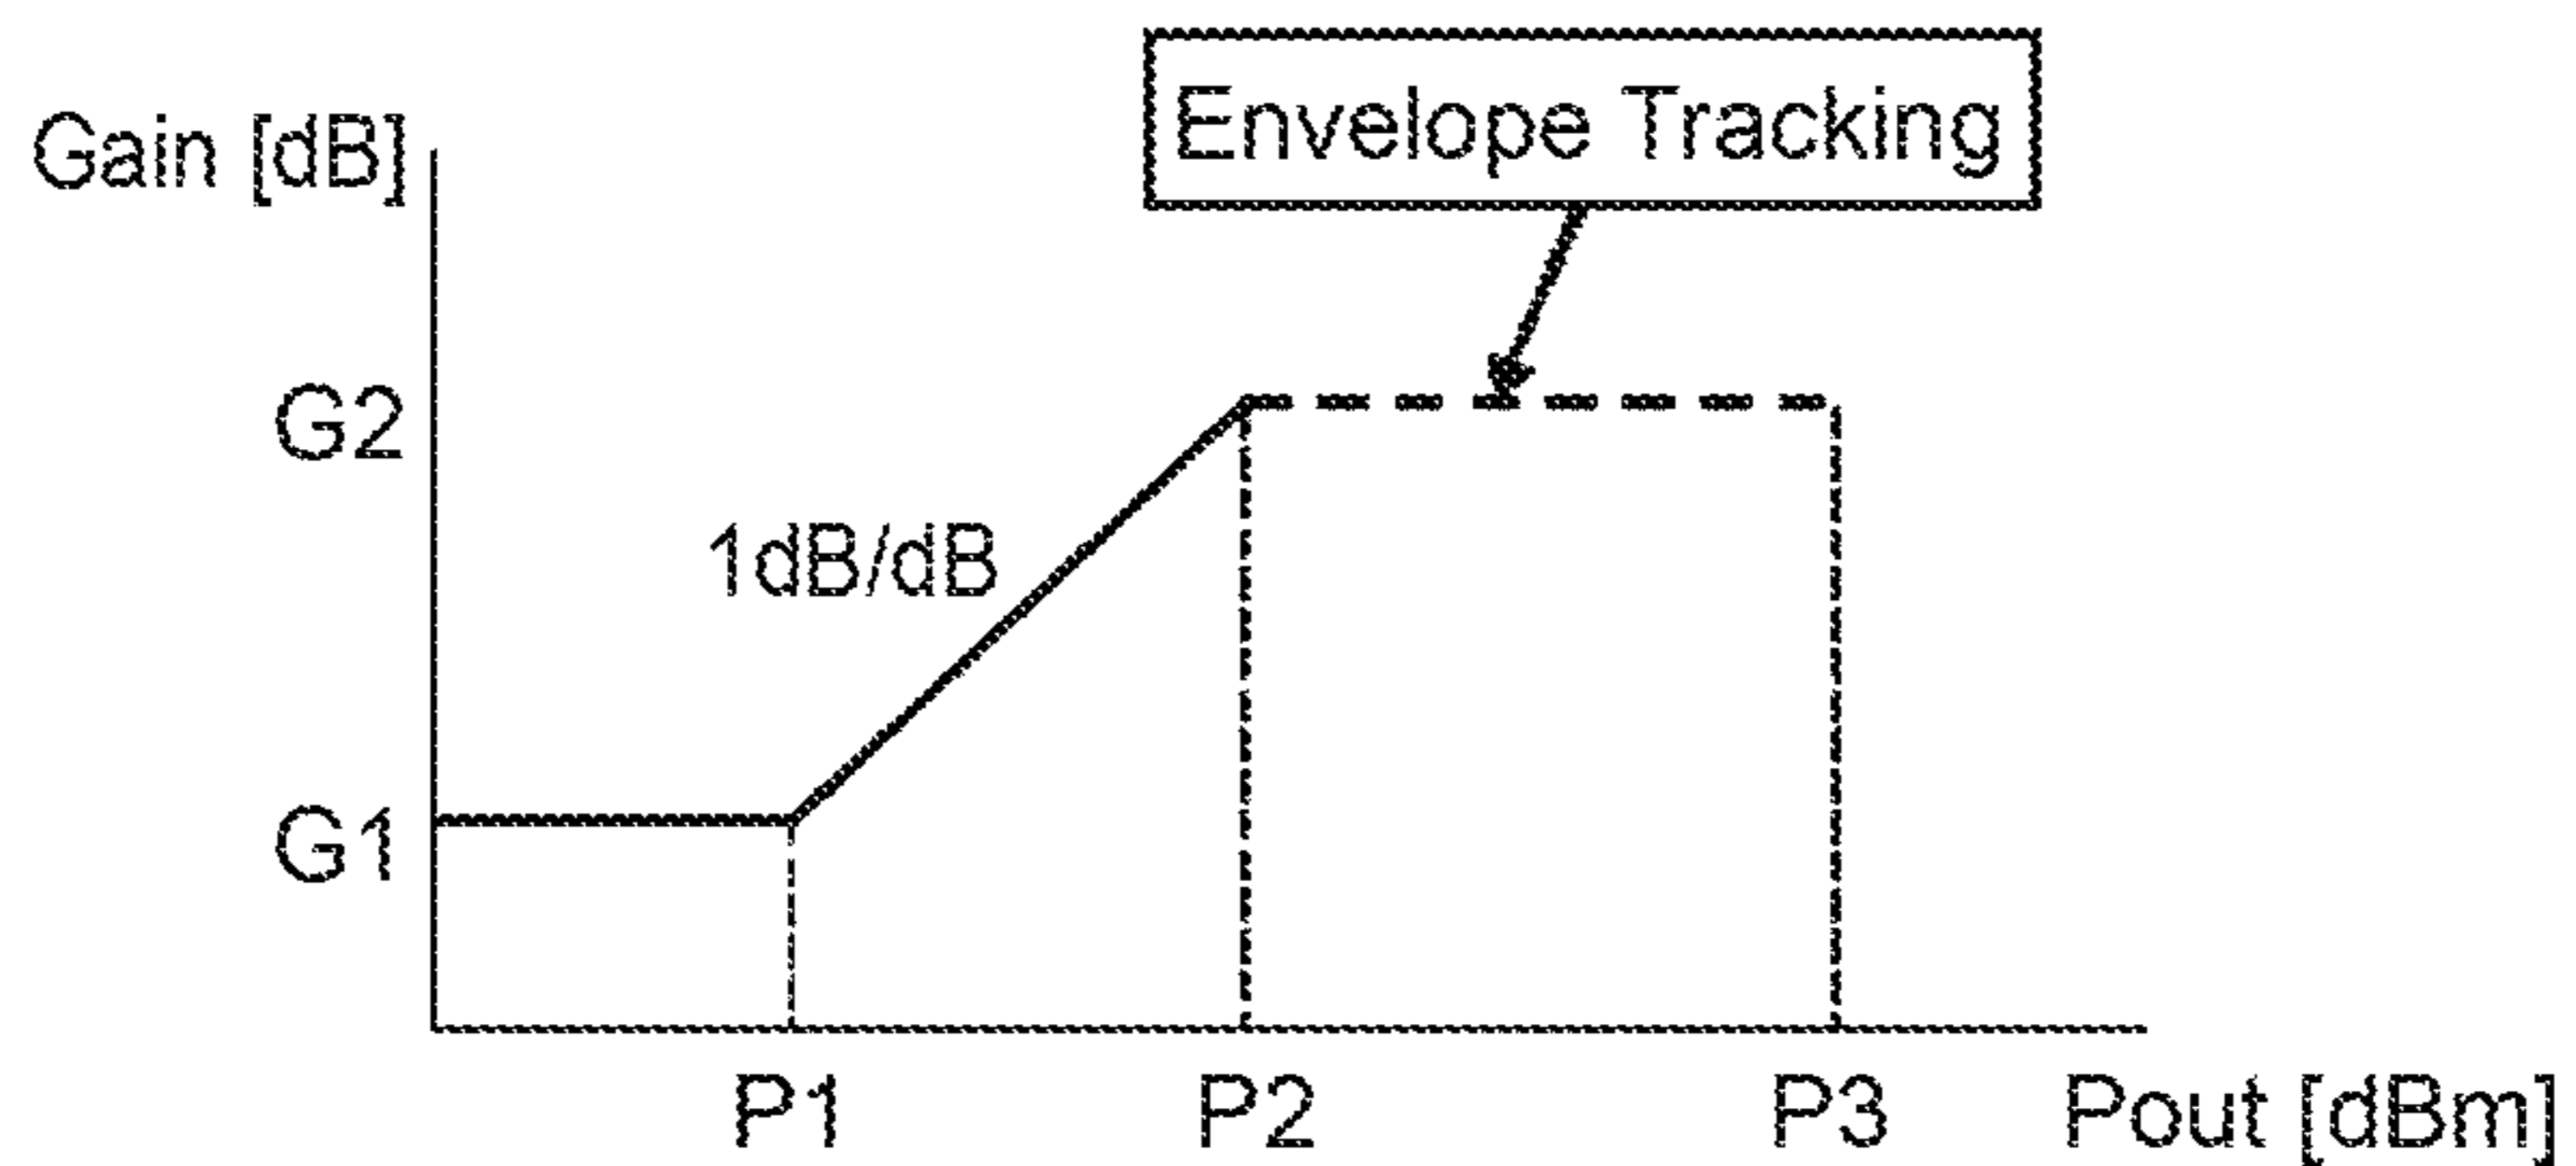 Envelope Tracking
Gain [dB]
G2
1dB/dB
G1
P1 P2 P3 Pout [dBm]